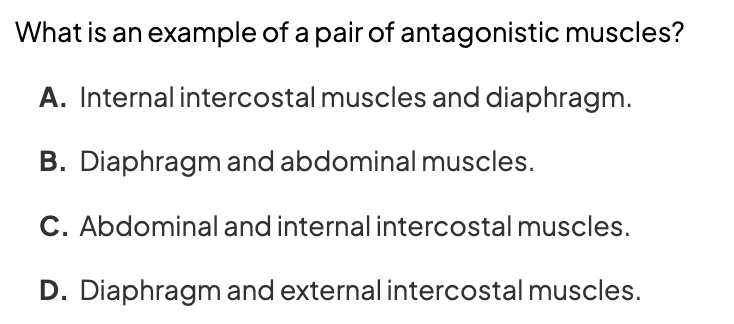 What is an example of a pair of antagonistic muscles?
A. Internal intercostal muscles and diaphragm.
B. Diaphragm and abdominal muscles.
C. Abdominal and internal intercostal muscles.
D. Diaphragm and external intercostal muscles.